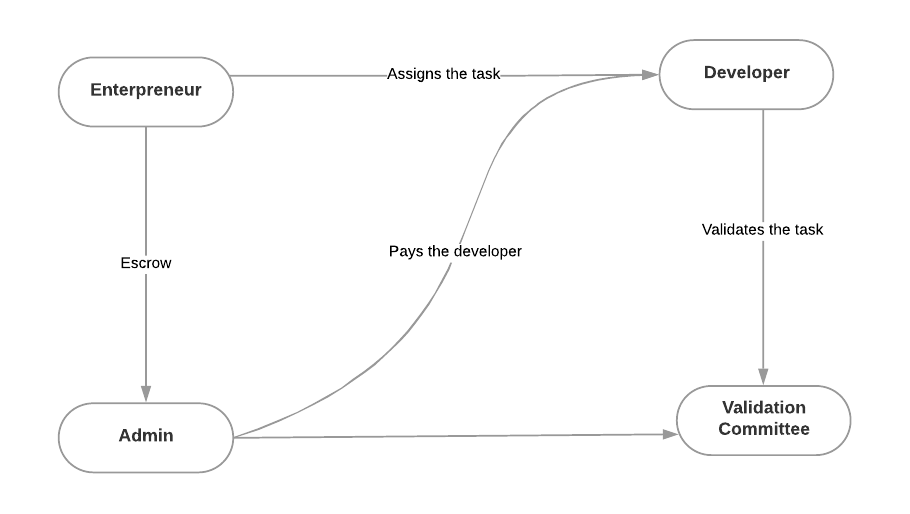 Enterpreneur
Assigns the task
Developer
Validates the task
Pays the developer
Escrow
Admin
Validation
Committee